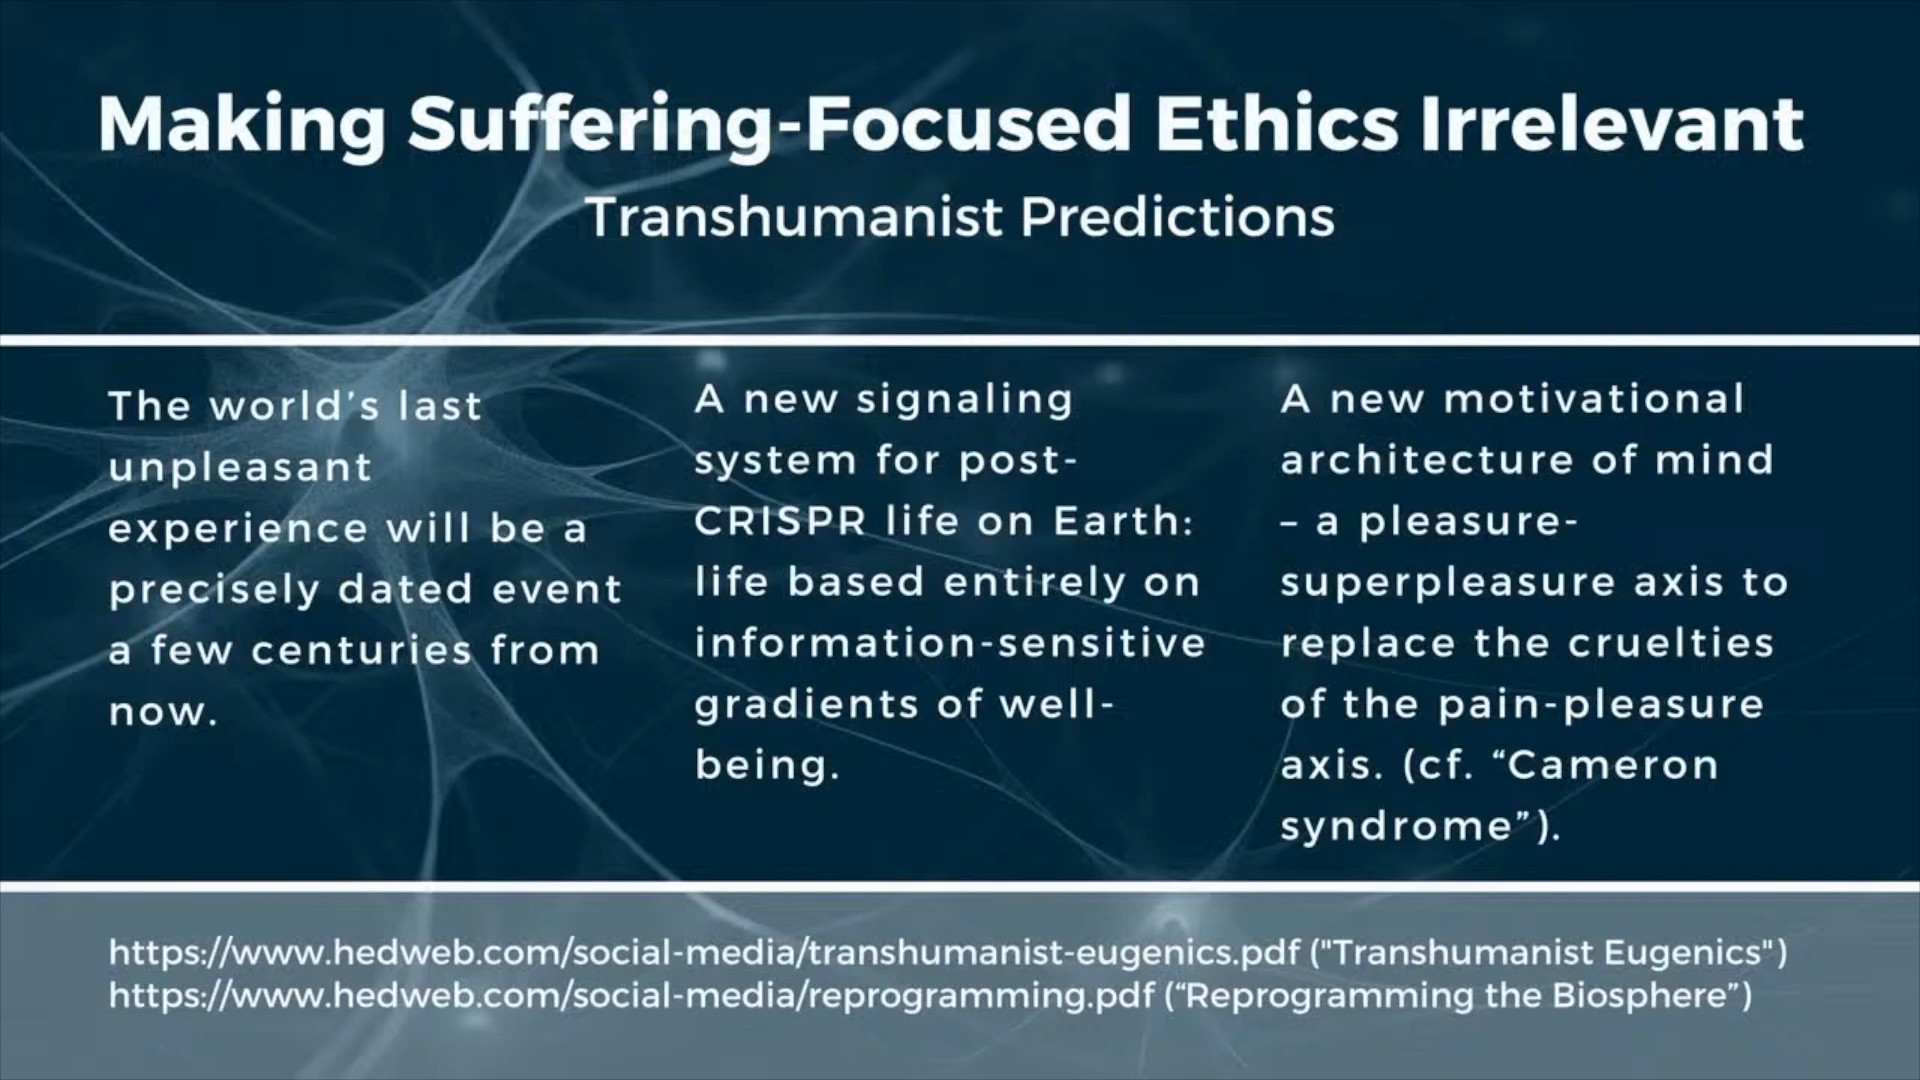 Making Suffering-Focused Ethics Irrelevant
Transhumanist Predictions
The world’s last
unpleasant
experience will be a
precisely dated event
a few centuries from
now.
A new signaling
system for post-
CRISPR life on Earth:
life based entirely on
information-sensitive
gradients of well-
being.
A new motivational
architecture of mind
– a pleasure-
superpleasure axis to
replace the cruelties
of the pain-pleasure
axis. (cf. “Cameron
syndrome”).
https://www.hedweb.com/social-media/transhumanist-eugenics.pdf ("Transhumanist Eugenics")
https://www.hedweb.com/social-media/reprogramming.pdf (“Reprogramming the Biosphere”)